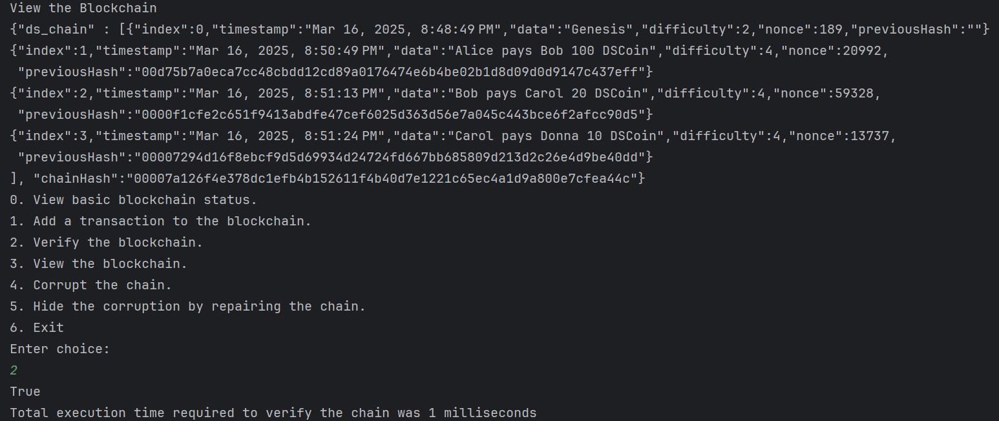 View the Blockchain
{"ds_chain" : [{"index":0,"timestamp":"Mar 16, 2025, 8:48:49 PM","data":"Genesis","difficulty":2,"nonce":189,"previousHash":""}
{"index":1,"timestamp":"Mar 16, 2025, 8:50:49 PM","data":"Alice pays Bob 100 DSCoin","difficulty":4,"nonce":20992,
 "previousHash":"00d75b7a0eca7cc48cbdd12cd89a0176474e6b4be02b1d8d09d0d9147c437eff"}
{"index":2,"timestamp":"Mar 16, 2025, 8:51:13 PM","data":"Bob pays Carol 20 DSCoin","difficulty":4,"nonce":59328,
 "previousHash":"0000f1cfe2c651f9413abdfe47cef6025d363d56e7a045c443bce6f2afcc90d5"}
{"index":3,"timestamp":"Mar 16, 2025, 8:51:24 PM","data":"Carol pays Donna 10 DSCoin","difficulty":4,"nonce":13737,
 "previousHash":"00007294d16f8ebcf9d5d69934d24724fd667bb685809d213d2c26e4d9be40dd"}
], "chainHash":"00007a126f4e378dc1efb4b152611f4b40d7e1221c65ec4a1d9a800e7cfea44c"}
0. View basic blockchain status.
1. Add a transaction to the blockchain.
2. Verify the blockchain.
3. View the blockchain.
4. Corrupt the chain.
5. Hide the corruption by repairing the chain.
6. Exit
Enter choice:
2
True
Total execution time required to verify the chain was 1 milliseconds